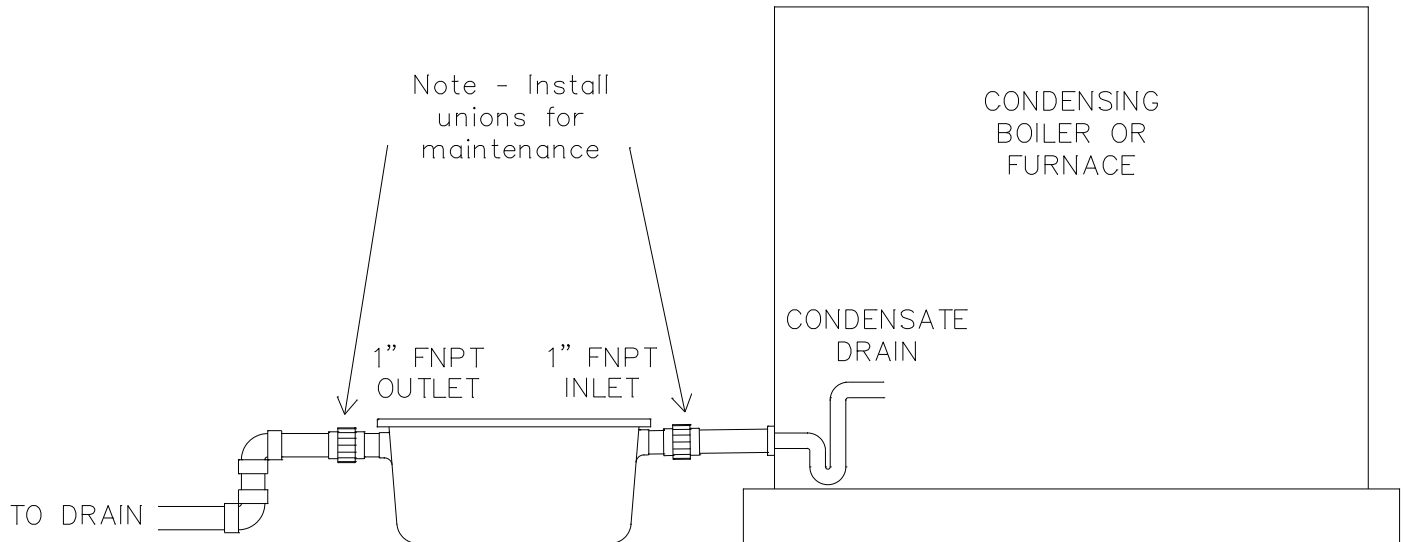 Note - Install
unions for
maintenance
CONDENSING
BOILER OR
FURNACE
CONDENSATE
DRAIN
1” FNPT
OUTLET
1” FNPT
INLET
TO DRAIN